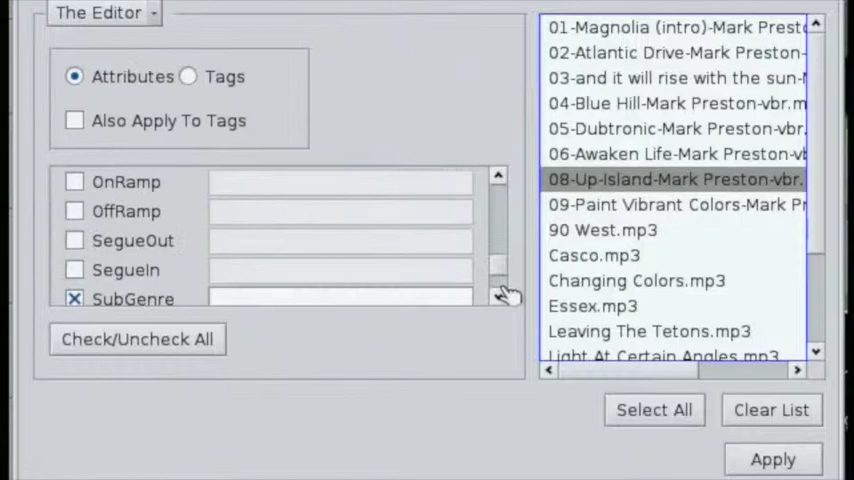 The Editor
Attributes
Tags
Also Apply To Tags
OnRamp
OffRamp
SegueOut
SegueIn
SubGenre
Check/Uncheck All
01-Magnolia (intro)-Mark Prest
02-Atlantic Drive-Mark Preston-
03-and it will rise with the sun-
04-Blue Hill-Mark Preston-vbr.m
05-Dubtronic-Mark Preston-vbr.
06-Awaken Life-Mark Preston-vb
08-Up-Island-Mark Preston-vbr.
09-Paint Vibrant Colors-Mark Pr
90 West.mp3
Casco.mp3
Changing Colors.mp3
Essex.mp3
Leaving The Tetons.mp3
Light At Certain Angles.mp3
Select All
Clear List
Apply